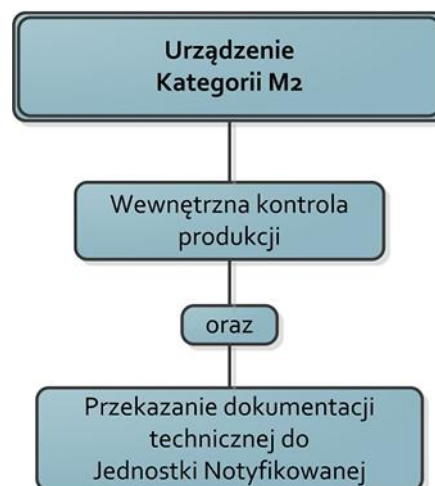 Urządzenie
Kategorii M2
Wewnętrzna kontrola
produkcji
oraz
Przekazanie dokumentacji
technicznej do
Jednostki Notyfikowanej